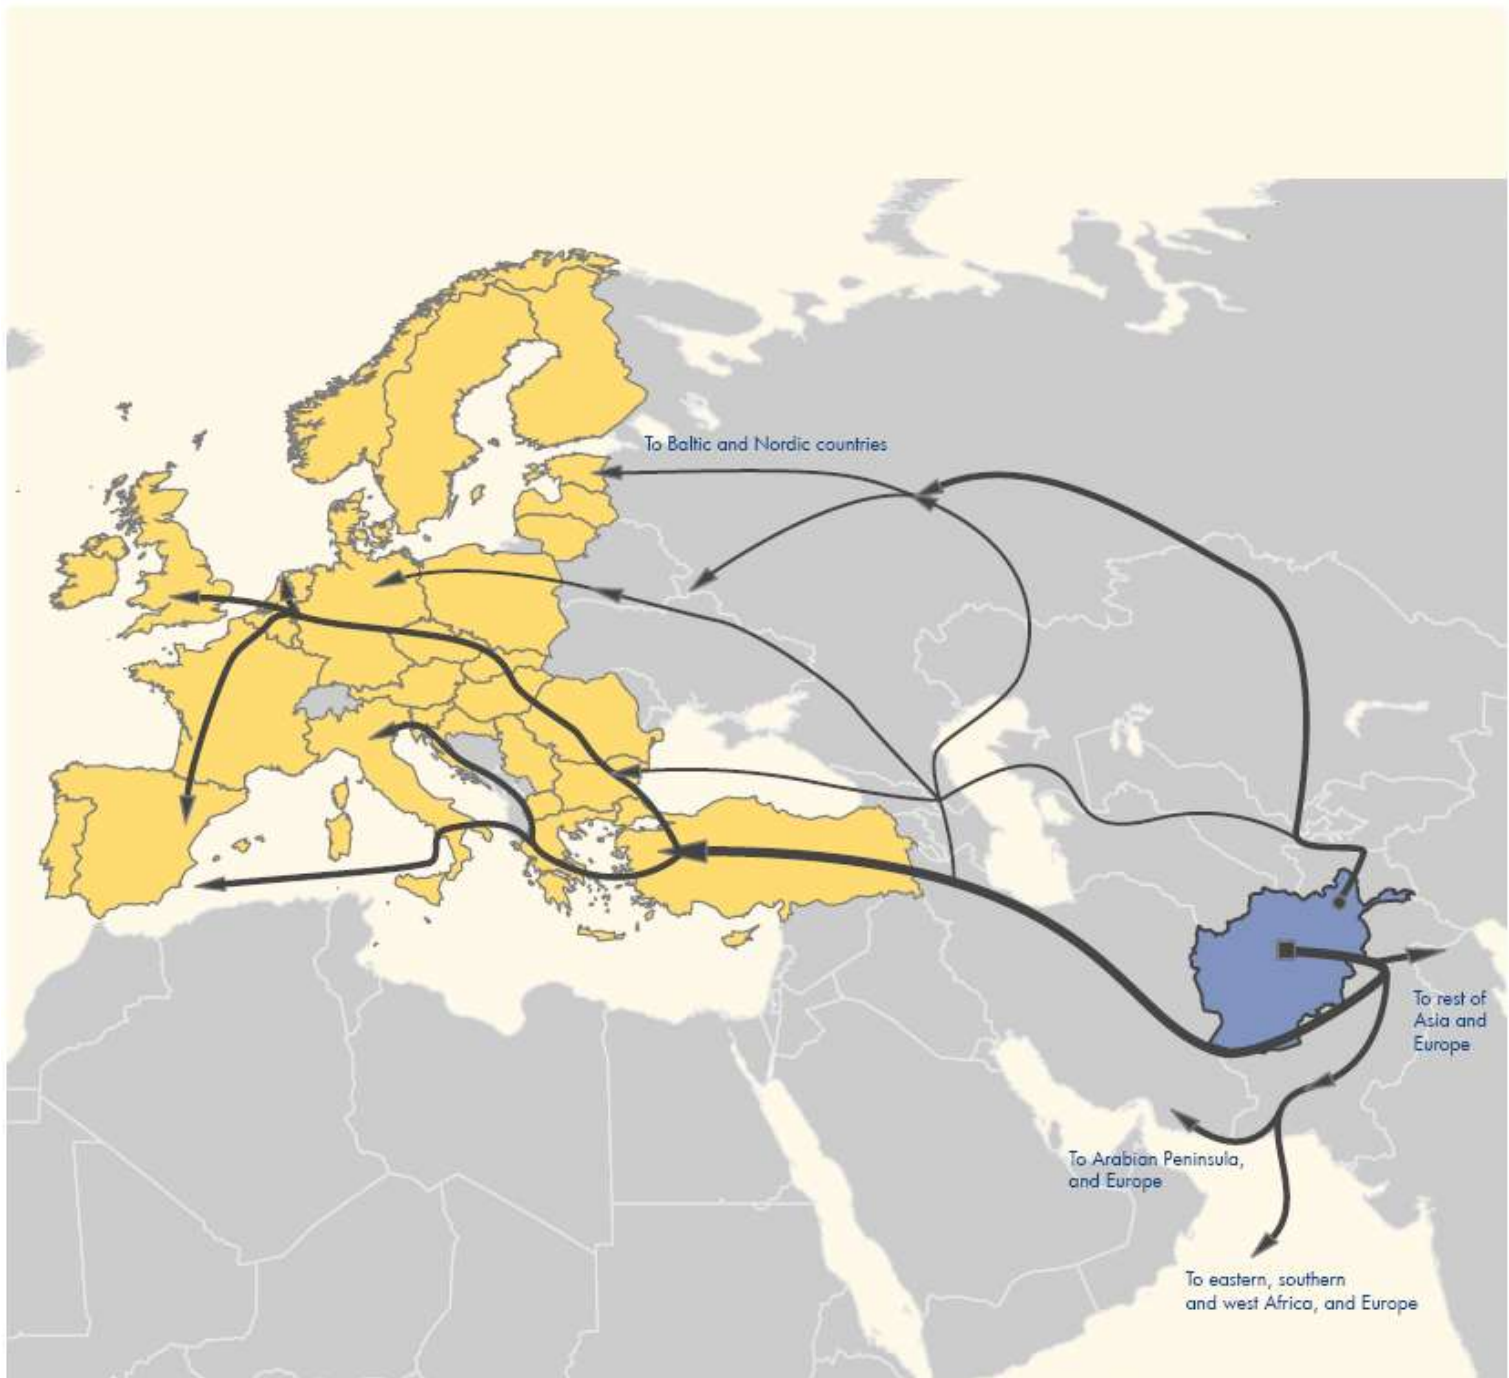 To Baltic and Nordic countries
To rest of
Asia and
Europe
To Arabian Peninsula,
and Europe
To eastern, southern
and west Africa, and Europe